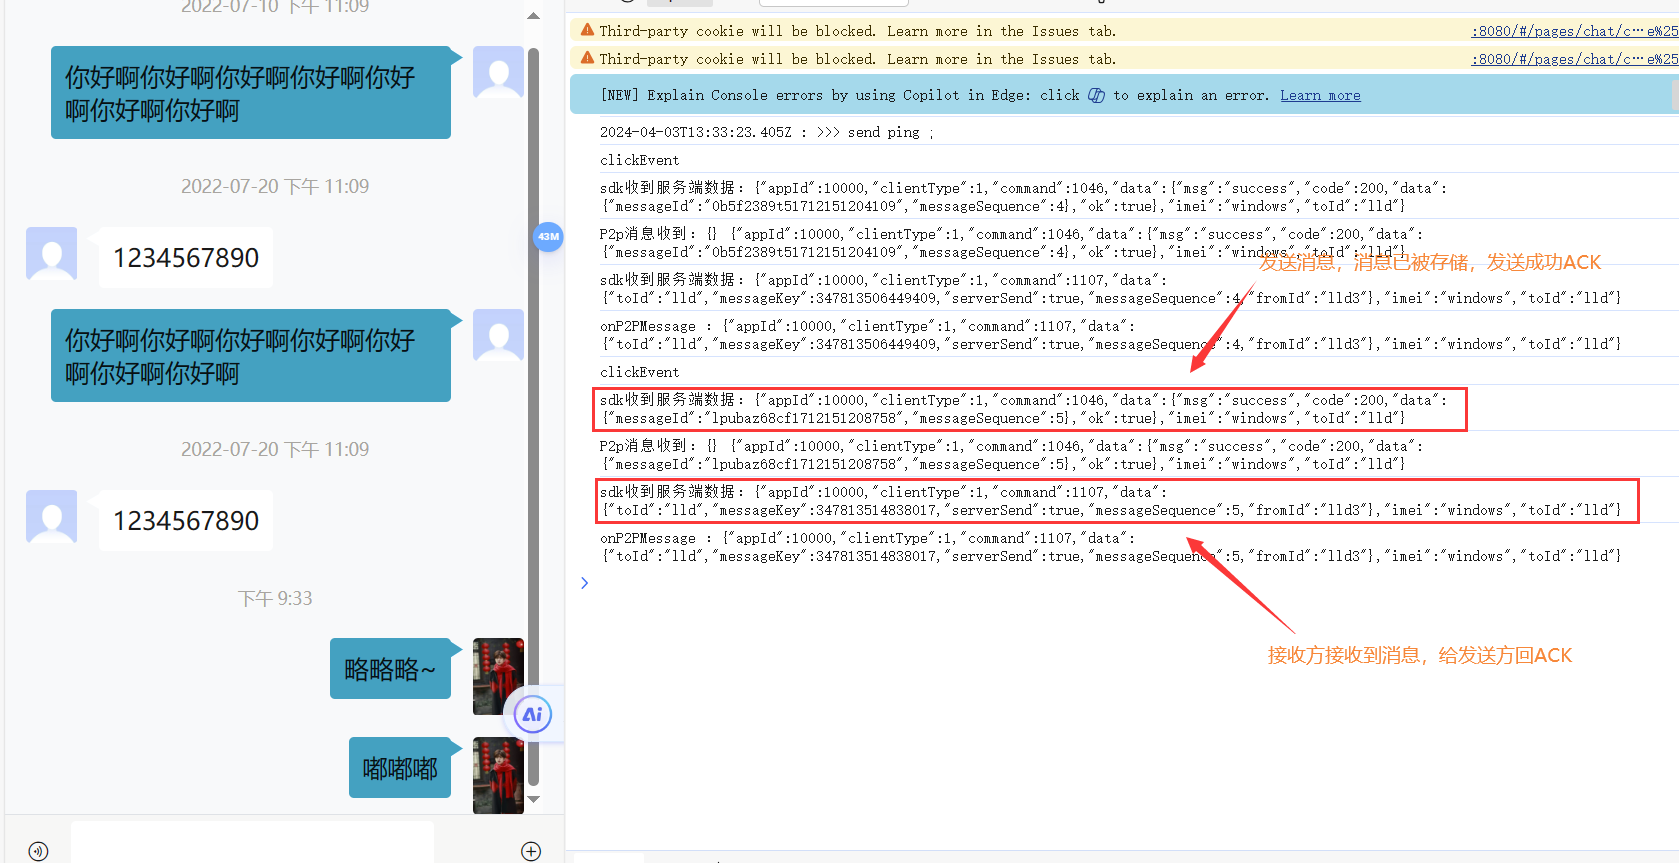 2022-07-10 下午 11:09
你好啊你好啊你好啊你好啊你好
啊你好啊你好啊
2022-07-20 下午 11:09
1234567890
你好啊你好啊你好啊你好啊你好
啊你好啊你好啊
2022-07-20 下午 11:09
1234567890
下午 9:33
略略略~
嘟嘟嘟
43M
Ai
Third-party cookie will be blocked. Learn more in the Issues tab.
:8080/#/pages/chat/c…e%25
Third-party cookie will be blocked. Learn more in the Issues tab.
:8080/#/pages/chat/c…e%25
[NEW] Explain Console errors by using Copilot in Edge: click to explain an error. Learn more
2024-04-03T13:33:23.405Z : >>> send ping ;
clickEvent
sdk收到服务端数据：{"appId":10000,"clientType":1,"command":1046,"data":{"msg":"success","code":200,"data":
{"messageId":"0b5f2389t51712151204109","messageSequence":4},"ok":true},"imei":"windows","toId":"lld"}
P2p消息收到：{} {"appId":10000,"clientType":1,"command":1046,"data":{"msg":"success","code":200,"data":
{"messageId":"0b5f2389t51712151204109","messageSequence":4},"ok":true},"imei":"windows","toId":"lld"}
发送消息，消息已被存储，发送成功ACK
sdk收到服务端数据：{"appId":10000,"clientType":1,"command":1107,"data":
{"toId":"lld","messageKey":347813506449409,"serverSend":true,"messageSequence":4,"fromId":"lld3"},"imei":"windows","toId":"lld"}
onP2PMessage : {"appId":10000,"clientType":1,"command":1107,"data":
{"toId":"lld","messageKey":347813506449409,"serverSend":true,"messageSequence":4,"fromId":"lld3"},"imei":"windows","toId":"lld"}
clickEvent
sdk收到服务端数据：{"appId":10000,"clientType":1,"command":1046,"data":{"msg":"success","code":200,"data":
{"messageId":"lpubaz68cf1712151208758","messageSequence":5},"ok":true},"imei":"windows","toId":"lld"}
P2p消息收到：{} {"appId":10000,"clientType":1,"command":1046,"data":{"msg":"success","code":200,"data":
{"messageId":"lpubaz68cf1712151208758","messageSequence":5},"ok":true},"imei":"windows","toId":"lld"}
sdk收到服务端数据：{"appId":10000,"clientType":1,"command":1107,"data":
{"toId":"lld","messageKey":347813514838017,"serverSend":true,"messageSequence":5,"fromId":"lld3"},"imei":"windows","toId":"lld"}
onP2PMessage : {"appId":10000,"clientType":1,"command":1107,"data":
{"toId":"lld","messageKey":347813514838017,"serverSend":true,"messageSequence":5,"fromId":"lld3"},"imei":"windows","toId":"lld"}
接收方接收到消息，给发送方回ACK